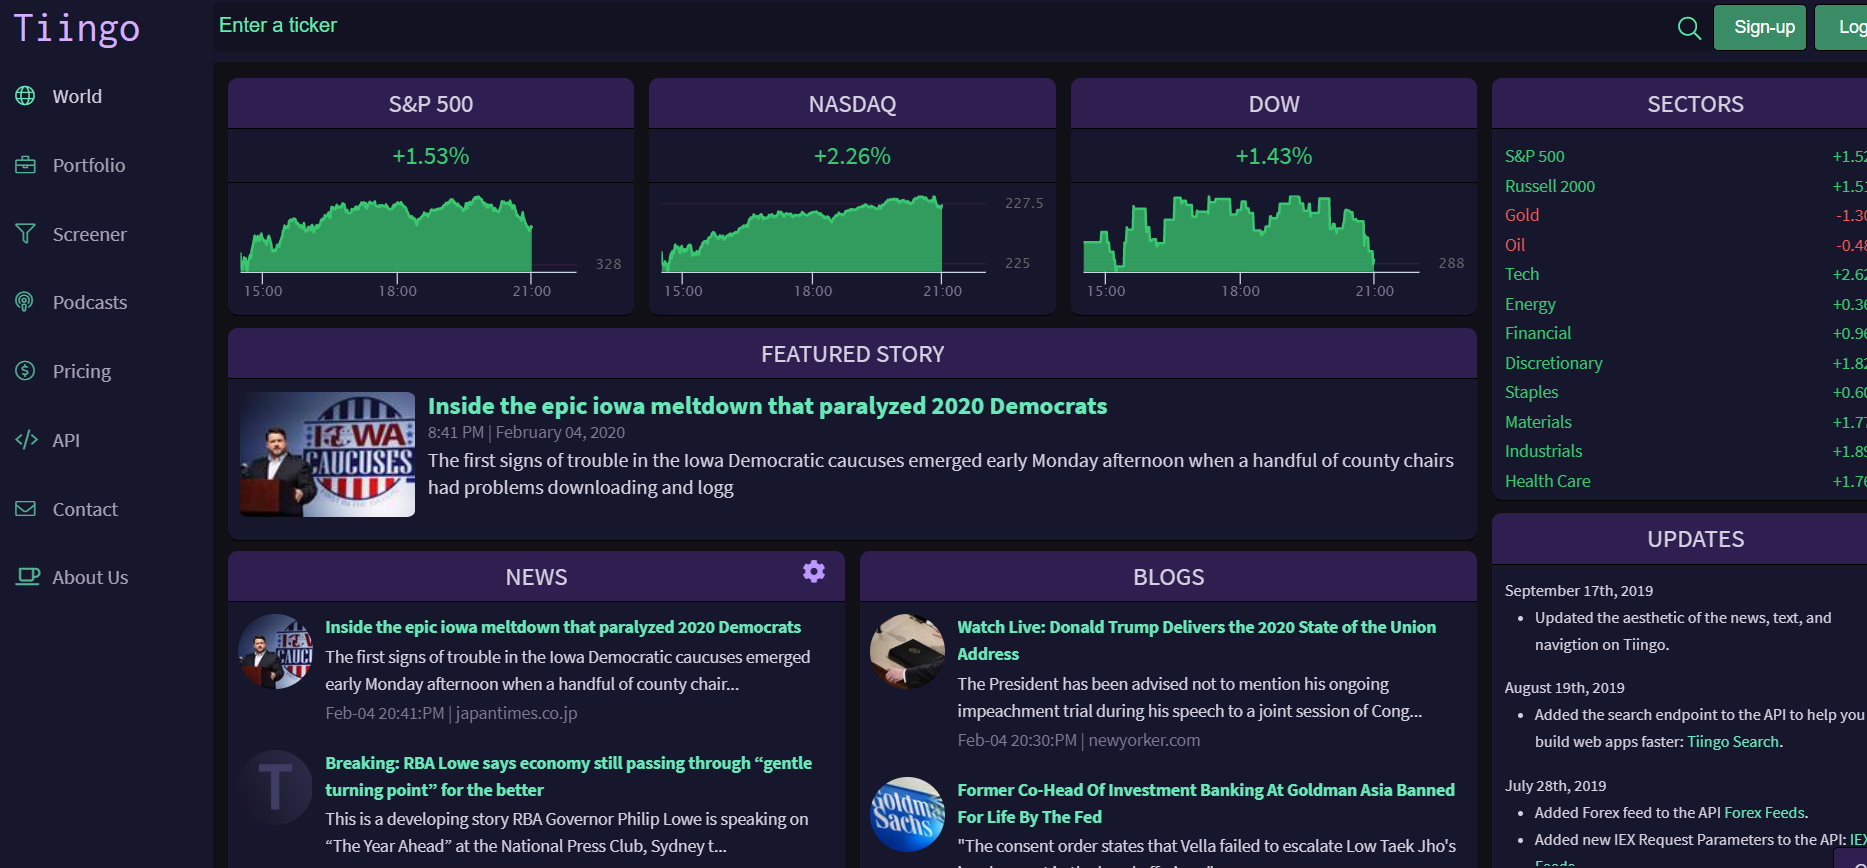 Tiingo
Enter a ticker
Sign-up
Log
World
Portfolio
Screener
Podcasts
Pricing
API
Contact
About Us
S&P 500
+1.53%
328
15:00 18:00 21:00
NASDAQ
+2.26%
227.5
225
15:00 18:00 21:00
DOW
+1.43%
288
15:00 18:00 21:00
FEATURED STORY
Inside the epic iowa meltdown that paralyzed 2020 Democrats
8:41 PM | February 04, 2020
The first signs of trouble in the Iowa Democratic caucuses emerged early Monday afternoon when a handful of county chairs
had problems downloading and logg
IOWA
CAUCUSES
NEWS
Inside the epic iowa meltdown that paralyzed 2020 Democrats
The first signs of trouble in the Iowa Democratic caucuses emerged
early Monday afternoon when a handful of county chair...
Feb-04 20:41:PM | japantimes.co.jp
T
Breaking: RBA Lowe says economy still passing through “gentle
turning point” for the better
This is a developing story RBA Governor Philip Lowe is speaking on
“The Year Ahead” at the National Press Club, Sydney t...
BLOGS
Watch Live: Donald Trump Delivers the 2020 State of the Union
Address
The President has been advised not to mention his ongoing
impeachment trial during his speech to a joint session of Cong...
Feb-04 20:30:PM | newyorker.com
Goldman
Sachs
Former Co-Head Of Investment Banking At Goldman Asia Banned
For Life By The Fed
"The consent order states that Vella failed to escalate Low Taek Jho's
SECTORS
S&P 500 +1.52
Russell 2000 +1.51
Gold -1.30
Oil -0.48
Tech +2.62
Energy +0.36
Financial +0.96
Discretionary +1.82
Staples +0.60
Materials +1.77
Industrials +1.89
Health Care +1.76
UPDATES
September 17th, 2019
• Updated the aesthetic of the news, text, and
navigtion on Tiingo.
August 19th, 2019
• Added the search endpoint to the API to help you
build web apps faster: Tiingo Search.
July 28th, 2019
• Added Forex feed to the API Forex Feeds.
• Added new IEX Request Parameters to the API: IEX